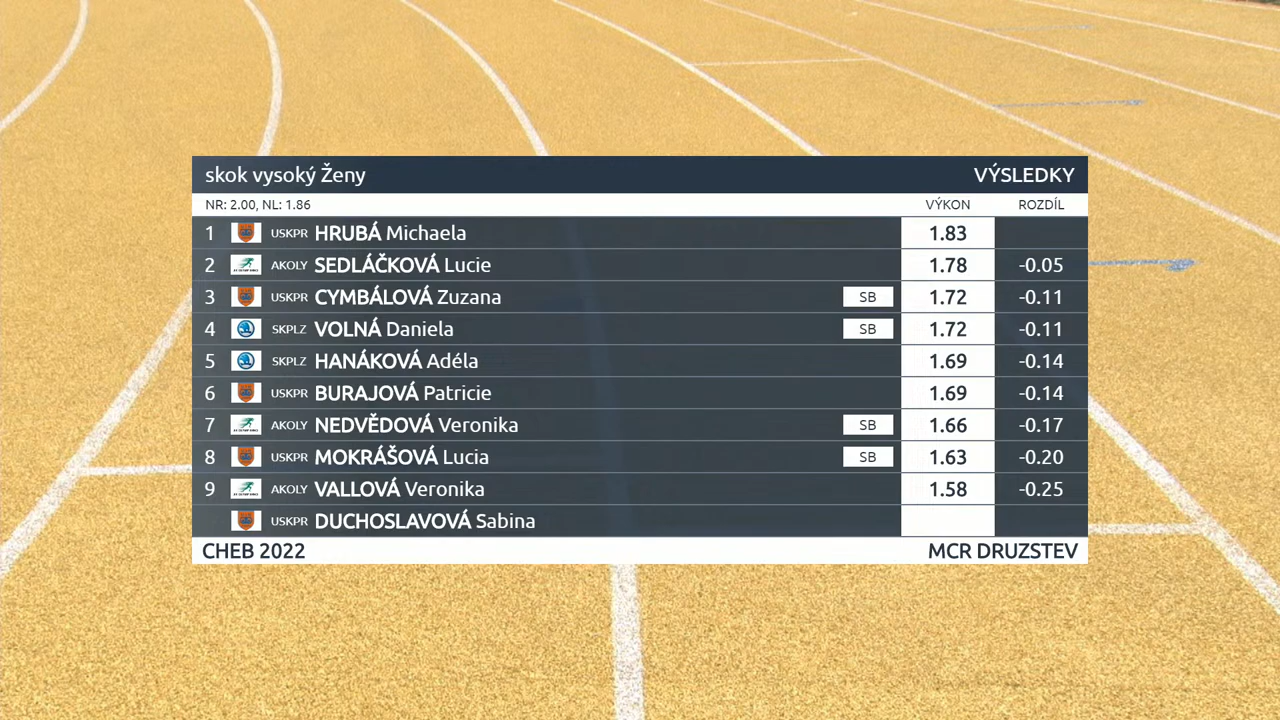 skok vysoký Ženy VÝSLEDKY
NR: 2.00, NL: 1.86 VÝKON ROZDÍL
1 USKPR HRUBÁ Michaela 1.83
2 AKOLY SEDLÁČKOVÁ Lucie 1.78 -0.05
3 USKPR CYMBÁLOVÁ Zuzana SB 1.72 -0.11
4 SKPLZ VOLNÁ Daniela SB 1.72 -0.11
5 SKPLZ HANÁKOVÁ Adéla 1.69 -0.14
6 USKPR BURAJOVÁ Patricie 1.69 -0.14
7 AKOLY NEDVĚDOVÁ Veronika SB 1.66 -0.17
8 USKPR MOKRÁŠOVÁ Lucia SB 1.63 -0.20
9 AKOLY VALLOVÁ Veronika 1.58 -0.25
USKPR DUCHOSLAVOVÁ Sabina
CHEB 2022 MCR DRUZSTEV